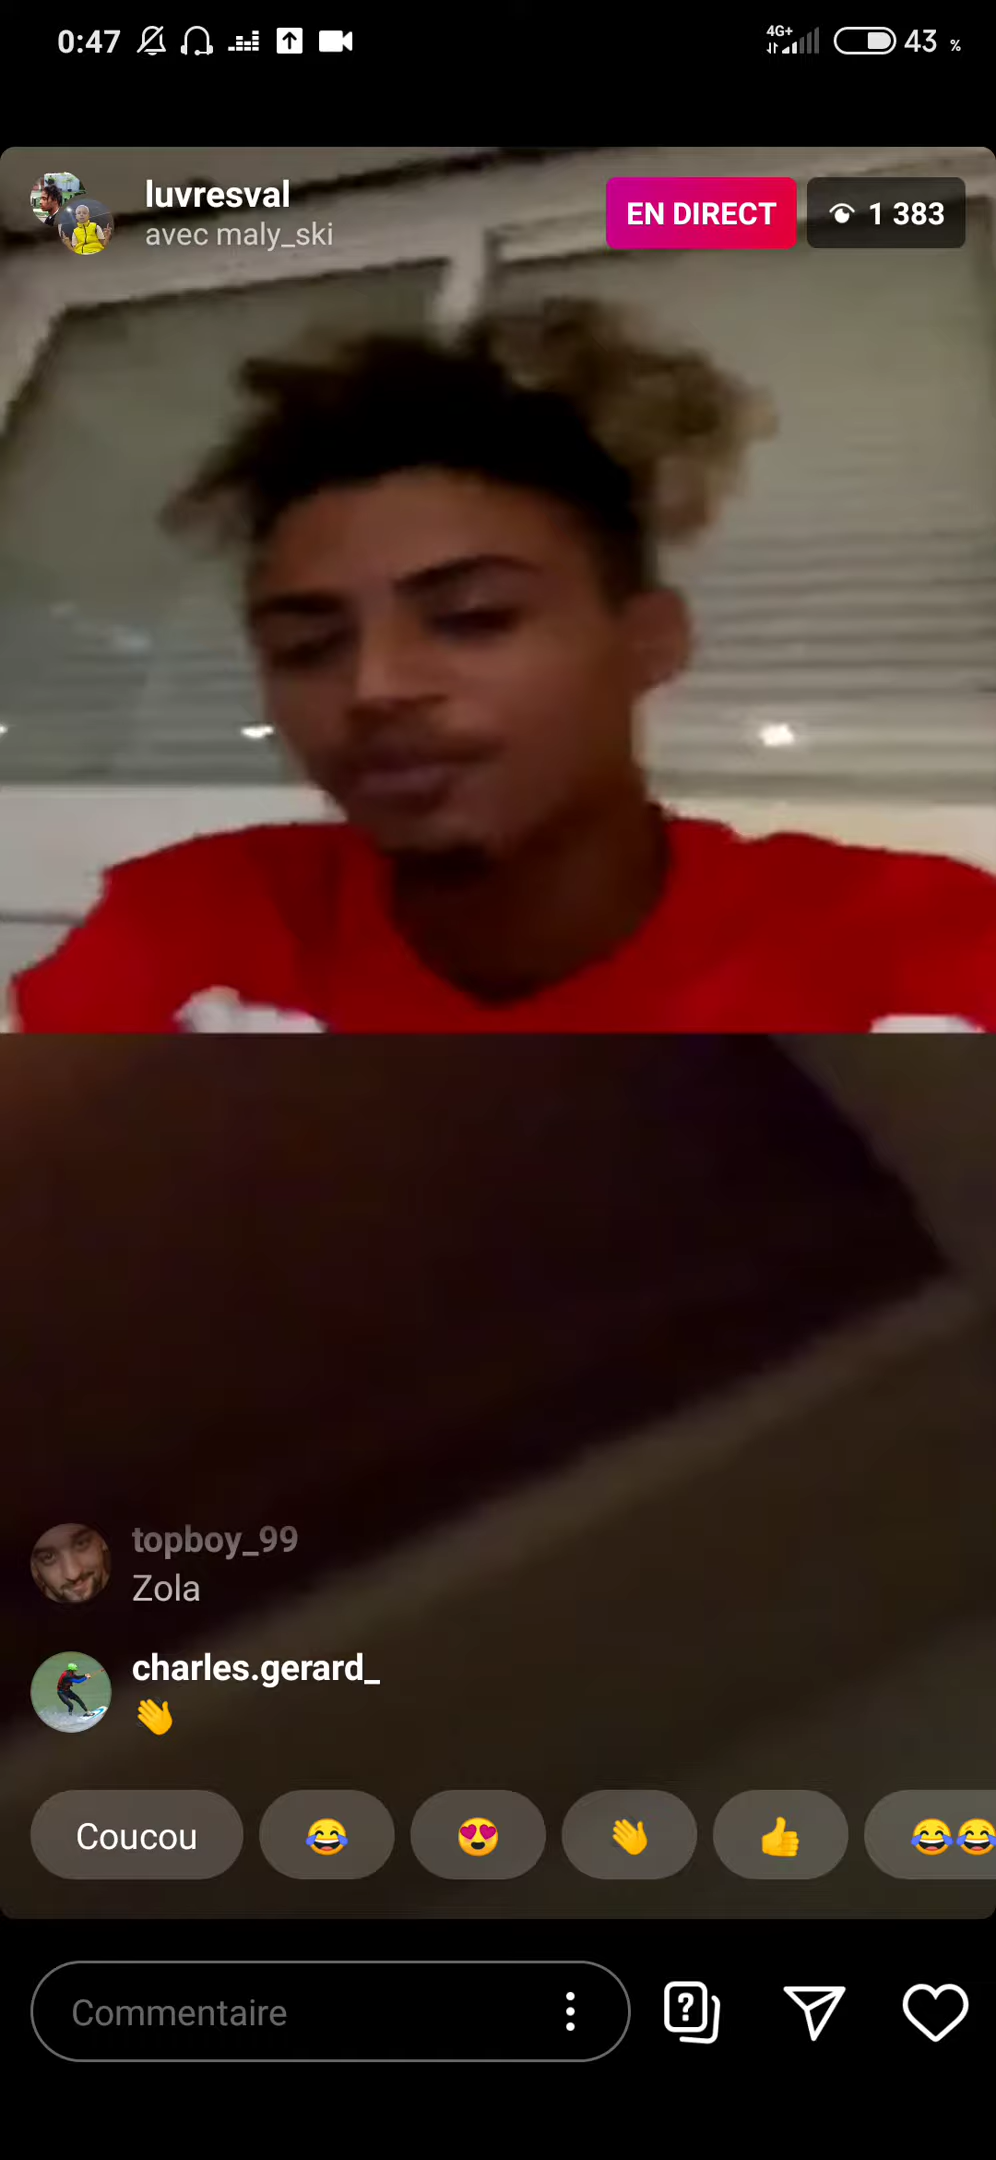 0:47
4G+
43 %
luvresval
avec maly_ski
EN DIRECT
1 383
topboy_99
Zola
charles.gerard_
👋
Coucou
😂
😍
👋
👍
😂😂
Commentaire